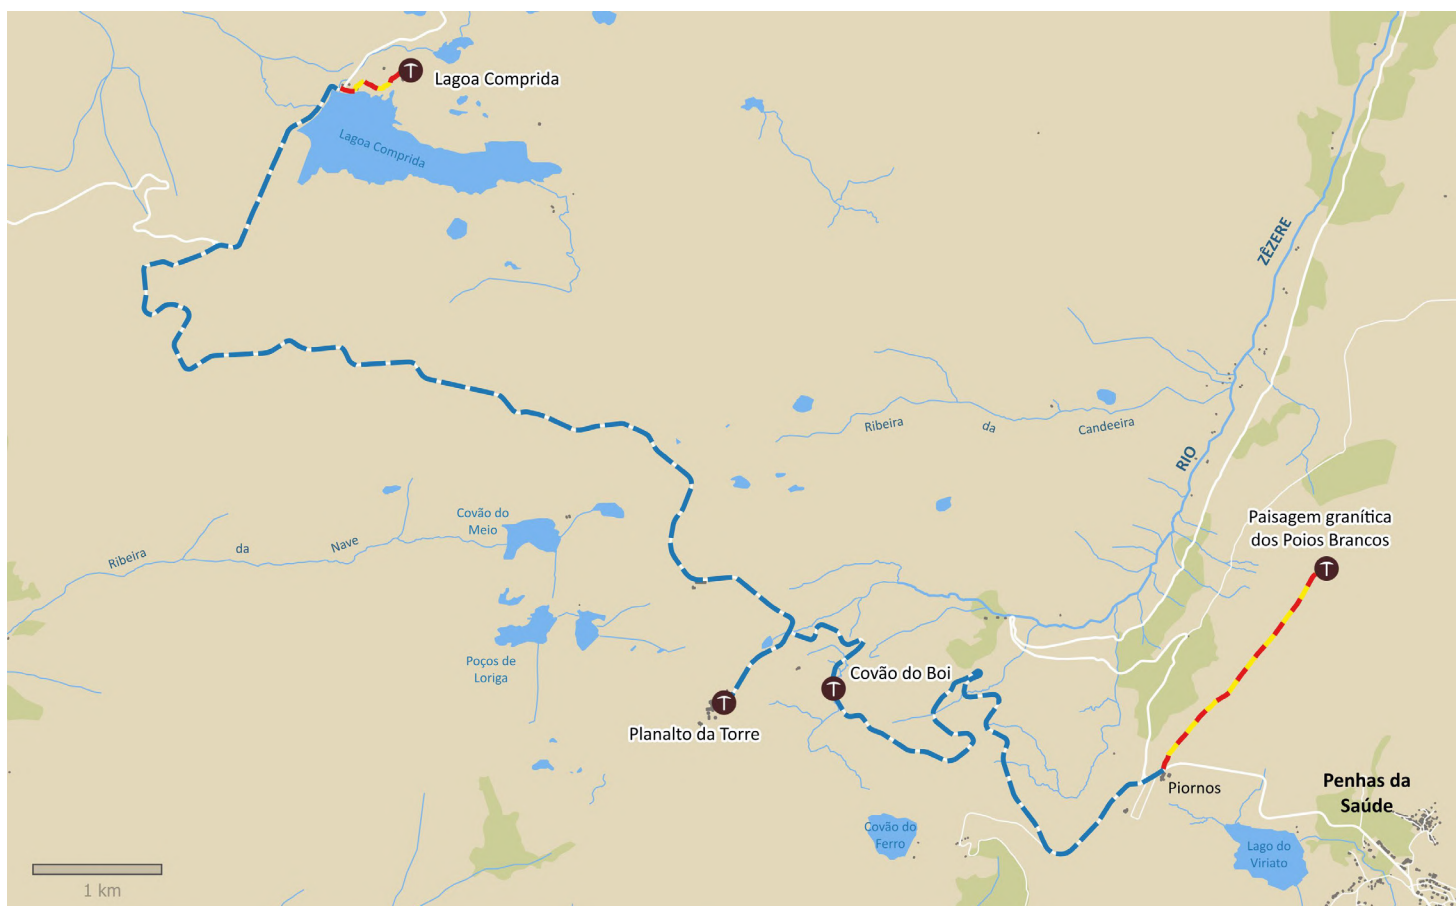 Lagoa Comprida
Lagoa Comprida
ZÊZERE
RIO
Ribeira da Candeeira
Covão do
Meio
Ribeira da Nave
Paisagem granítica
dos Poios Brancos
Poços de
Loriga
Covão do Boi
Planalto da Torre
Piornos
Penhas da
Saúde
Covão do
Ferro
Lago do
Viriato
1 km